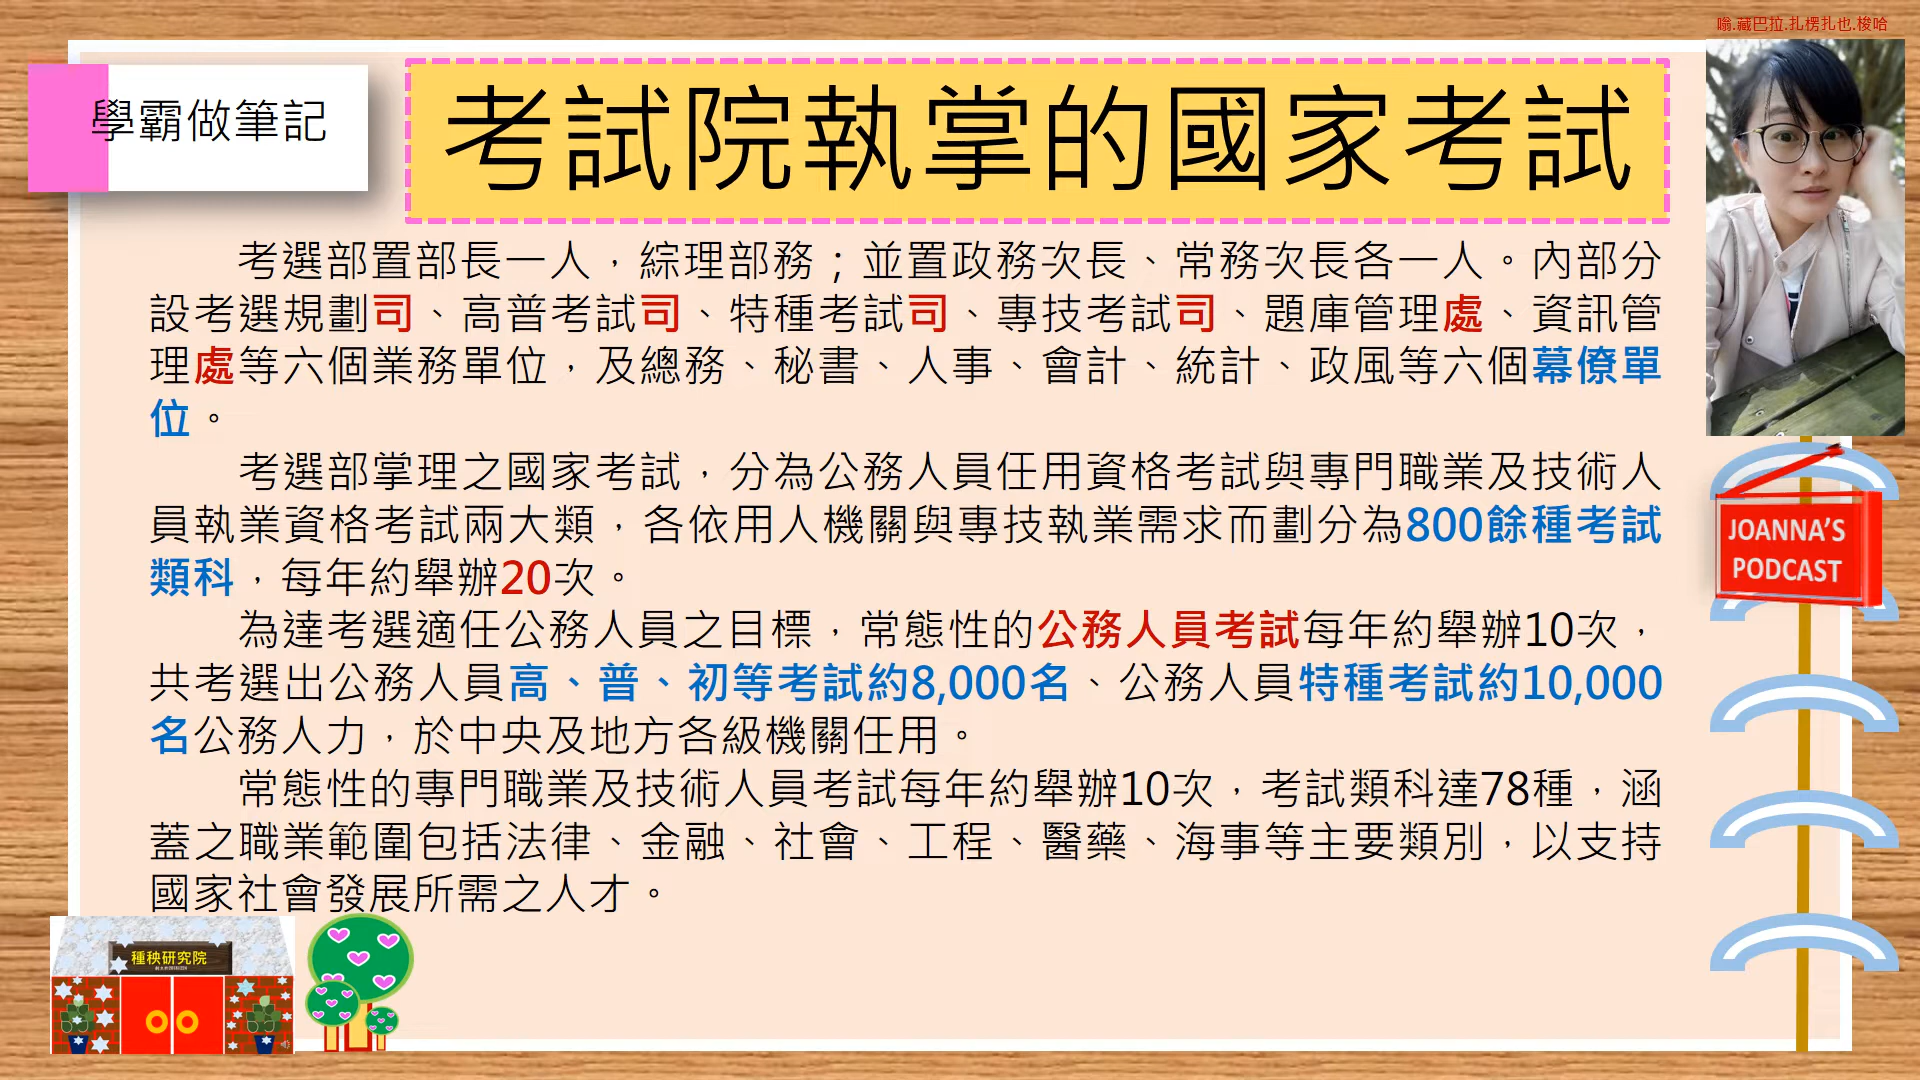 嗡.藏巴拉.扎楞扎也.梭哈
學霸做筆記
考試院執掌的國家考試
考選部置部長一人，綜理部務；並置政務次長、常務次長各一人。內部分
設考選規劃司、高普考試司、特種考試司、專技考試司、題庫管理處、資訊管
理處等六個業務單位，及總務、秘書、人事、會計、統計、政風等六個幕僚單
位。
考選部掌理之國家考試，分為公務人員任用資格考試與專門職業及技術人
員執業資格考試兩大類，各依用人機關與專技執業需求而劃分為800餘種考試
類科，每年約舉辦20次。
為達考選適任公務人員之目標，常態性的公務人員考試每年約舉辦10次，
共考選出公務人員高、普、初等考試約8,000名、公務人員特種考試約10,000
名公務人力，於中央及地方各級機關任用。
常態性的專門職業及技術人員考試每年約舉辦10次，考試類科達78種，涵
蓋之職業範圍包括法律、金融、社會、工程、醫藥、海事等主要類別，以支持
國家社會發展所需之人才。
JOANNA'S
PODCAST
種秧研究院